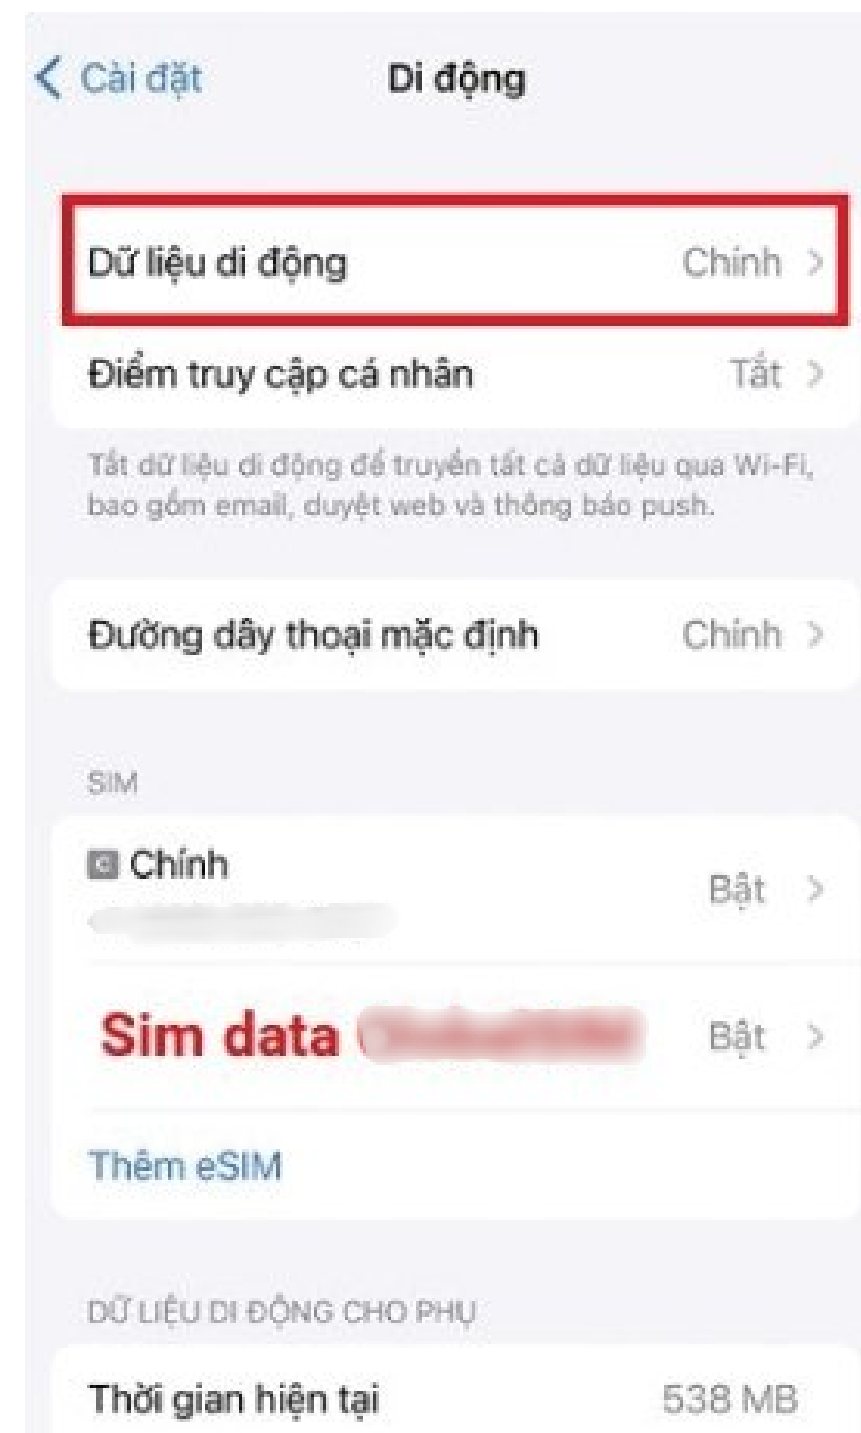 Cài đặt
Di động
Dữ liệu di động Chính
Điểm truy cập cá nhân Tắt
Tắt dữ liệu di động để truyền tất cả dữ liệu qua Wi-Fi,
bao gồm email, duyệt web và thông báo push.
Đường dây thoại mặc định Chính
SIM
C Chính
Bật
Sim data
Bật
Thêm eSIM
DỮ LIỆU DI ĐỘNG CHO PHỤ
Thời gian hiện tại 538 MB